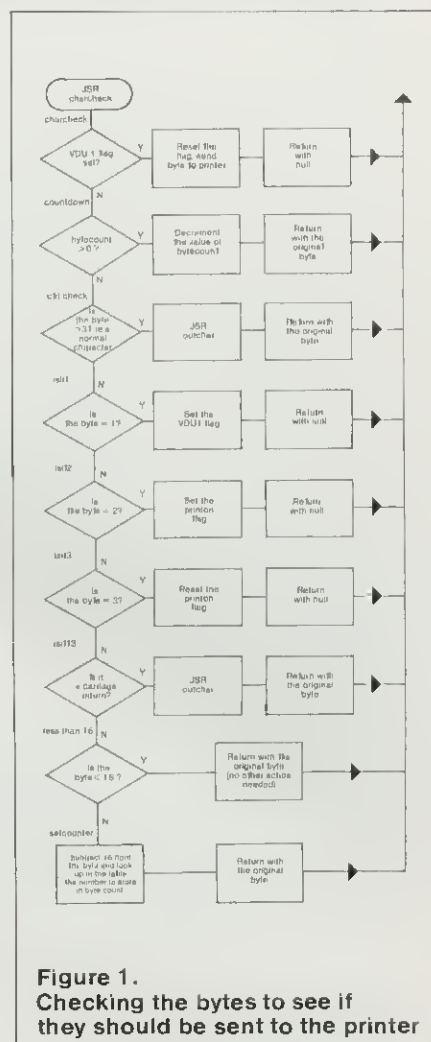 JSR
charcheck
charcheck
VDU 1 flag
set?
Y
Reset the
flag, send
byte to printer
Return
with
null
N
countdown
bytecount
>0 ?
Y
Decrement
the value of
bytecount
Return
with the
original
byte
N
ctrl check
Is
the byte
>31 ie a
normal
character
Y
JSR
outchar
Return with
the original
byte
N
isit1
Is
the byte = 1?
Y
Set the
VDU1 flag
Return
with null
N
isit2
Is
the byte = 2?
Y
Set the
printon
flag
Return
with null
N
isit3
Is
the byte = 3?
Y
Reset the
printon
flag
Return
with null
N
isit13
Is it
a carriage
return?
Y
JSR
outchar
Return with
the original
byte
N
less than 16
Is the
byte < 16 ?
Y
Return with the
original byte
(no other action
needed)
N
setcounter
Subtract 16 from
the byte and look
up in the table
the number to store
in byte count
Return with
the original
byte
Figure 1.
Checking the bytes to see if
they should be sent to the printer